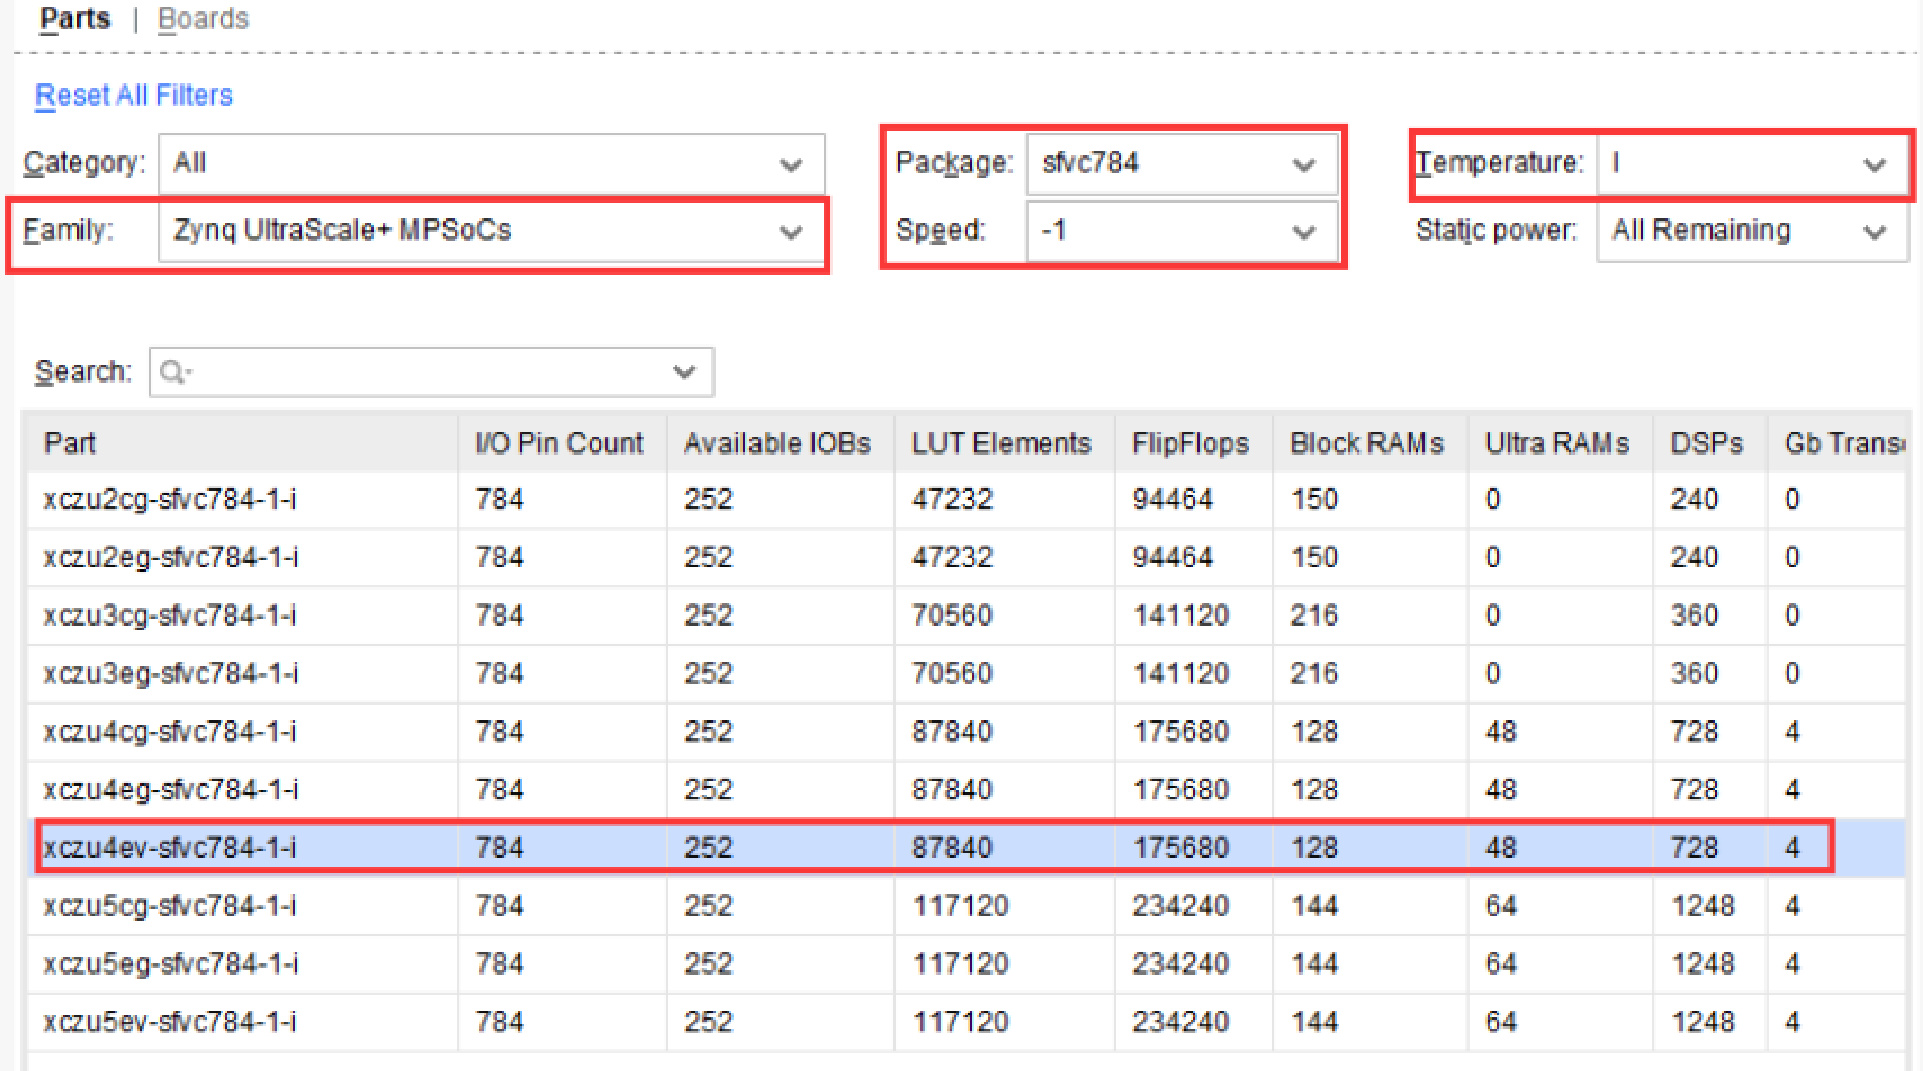 Parts | Boards
Reset All Filters
Category: All Package: sfvc784 Temperature: I
Family: Zynq UltraScale+ MPSoCs Speed: -1 Static power: All Remaining
Search:
Part I/O Pin Count Available IOBs LUT Elements FlipFlops Block RAMs Ultra RAMs DSPs Gb Trans
xczu2cg-sfvc784-1-i 784 252 47232 94464 150 0 240 0
xczu2eg-sfvc784-1-i 784 252 47232 94464 150 0 240 0
xczu3cg-sfvc784-1-i 784 252 70560 141120 216 0 360 0
xczu3eg-sfvc784-1-i 784 252 70560 141120 216 0 360 0
xczu4cg-sfvc784-1-i 784 252 87840 175680 128 48 728 4
xczu4eg-sfvc784-1-i 784 252 87840 175680 128 48 728 4
xczu4ev-sfvc784-1-i 784 252 87840 175680 128 48 728 4
xczu5cg-sfvc784-1-i 784 252 117120 234240 144 64 1248 4
xczu5eg-sfvc784-1-i 784 252 117120 234240 144 64 1248 4
xczu5ev-sfvc784-1-i 784 252 117120 234240 144 64 1248 4